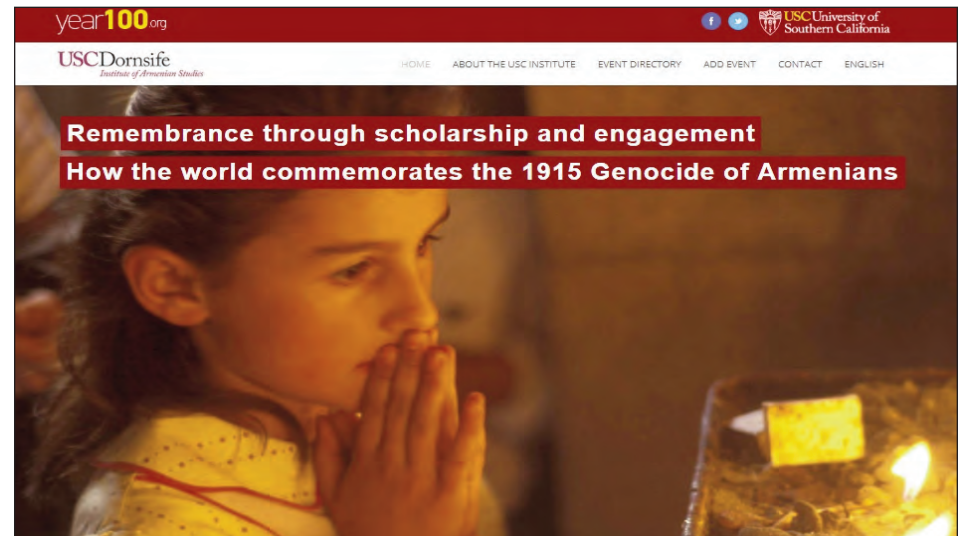 year100.org
f
USC University of
Southern California
USCDornsife
Institute of Armenian Studies
HOME ABOUT THE USC INSTITUTE EVENT DIRECTORY ADD EVENT CONTACT ENGLISH
Remembrance through scholarship and engagement
How the world commemorates the 1915 Genocide of Armenians